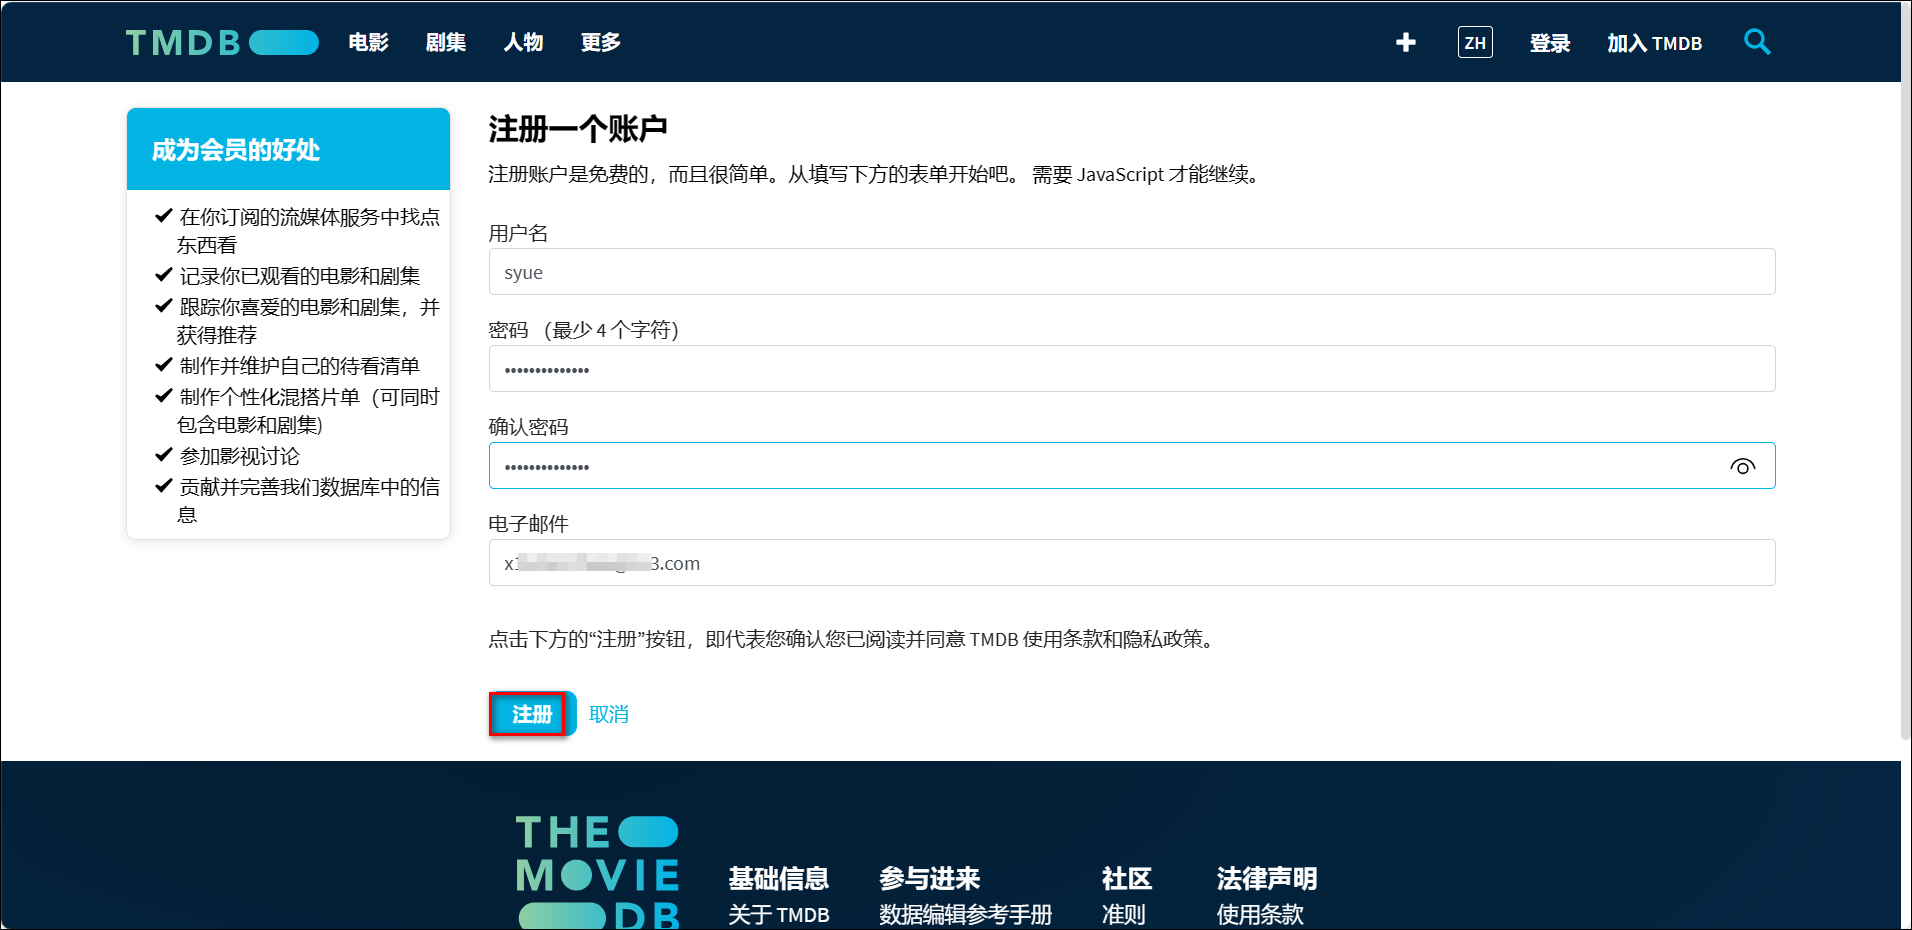 TMDB 电影 剧集 人物 更多 ZH 登录 加入 TMDB
成为会员的好处
在你订阅的流媒体服务中找点
东西看
记录你已观看的电影和剧集
跟踪你喜爱的电影和剧集，并
获得推荐
制作并维护自己的待看清单
制作个性化混搭片单（可同时
包含电影和剧集)
参加影视讨论
贡献并完善我们数据库中的信
息
注册一个账户
注册账户是免费的，而且很简单。从填写下方的表单开始吧。 需要 JavaScript 才能继续。
用户名
syue
密码 （最少 4 个字符）
••••••••••••••
确认密码
••••••••••••••
电子邮件
3.com
点击下方的“注册”按钮，即代表您确认您已阅读并同意 TMDB 使用条款和隐私政策。
注册 取消
THE
MOVIE
DB
基础信息
关于 TMDB
参与进来
数据编辑参考手册
社区
准则
法律声明
使用条款